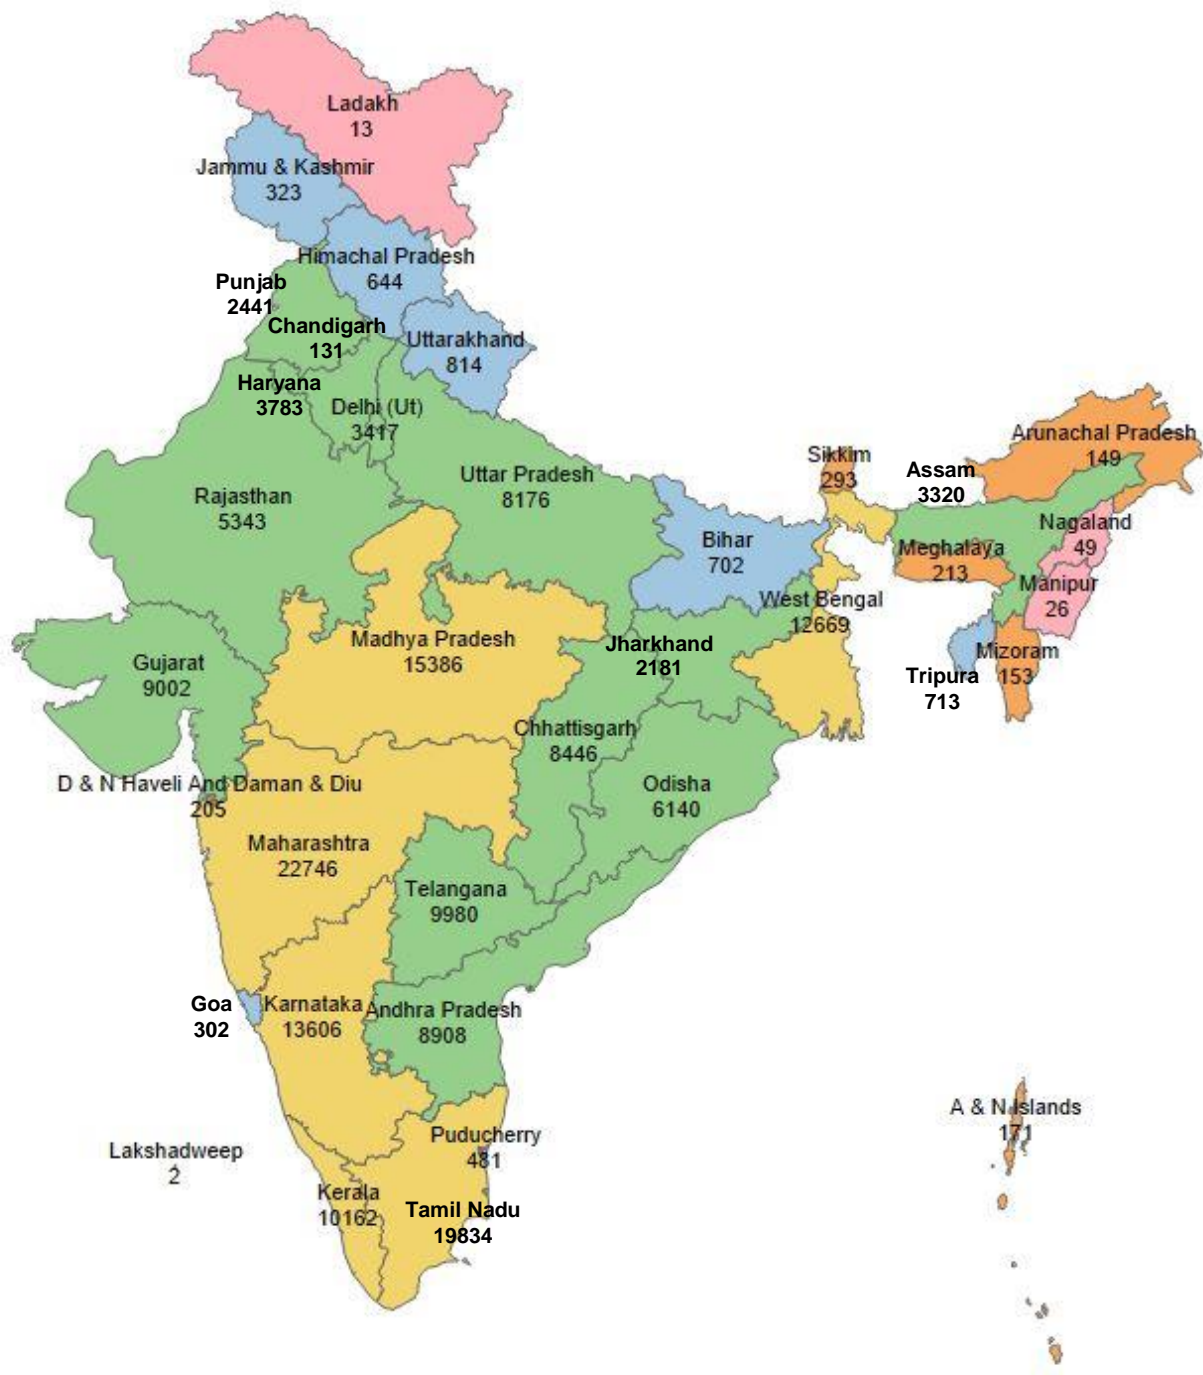 Ladakh
13
Jammu & Kashmir
323
Himachal Pradesh
644
Punjab
2441
Chandigarh
131
Uttarakhand
814
Haryana
3783
Delhi (Ut)
3417
Arunachal Pradesh
149
Sikkim
293
Assam
3320
Uttar Pradesh
8176
Rajasthan
5343
Nagaland
49
Bihar
702
Meghalaya
213
Manipur
26
West Bengal
12669
Madhya Pradesh
15386
Jharkhand
2181
Mizoram
153
Gujarat
9002
Tripura
713
Chhattisgarh
8446
D & N Haveli And Daman & Diu
205
Odisha
6140
Maharashtra
22746
Telangana
9980
Goa
302
Karnataka
13606
Andhra Pradesh
8908
A & N Islands
171
Puducherry
481
Lakshadweep
2
Kerala
10162
Tamil Nadu
19834